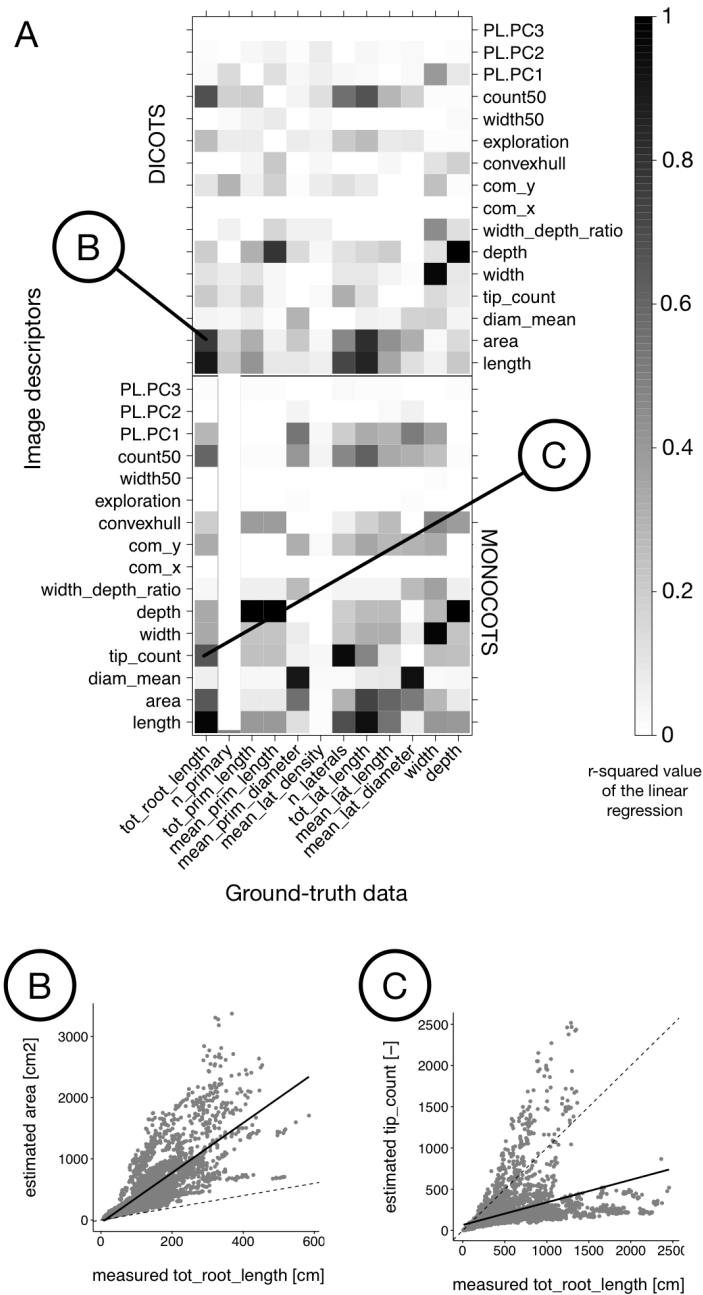 A
DICOTS
PL.PC3
PL.PC2
PL.PC1
count50
width50
exploration
convexhull
com_y
com_x
width_depth_ratio
depth
width
tip_count
diam_mean
area
length
B
Image descriptors
PL.PC3
PL.PC2
PL.PC1
count50
width50
exploration
convexhull
com_y
com_x
width_depth_ratio
depth
width
tip_count
diam_mean
area
length
C
MONOCOTS
1
0.8
0.6
0.4
0.2
0
r-squared value
of the linear
regression
tot_root_length
n_primary
tot_prim_length
mean_prim_length
mean_prim_diameter
mean_lat_density
n_laterals
tot_lat_length
mean_lat_length
mean_lat_diameter
width
depth
Ground-truth data
B
estimated area [cm2]
3000
2000
1000
0
0 200 400 600
measured tot_root_length [cm]
C
estimated tip_count [–]
2500
2000
1500
1000
500
0
0 500 1000 1500 2000 2500
measured tot_root_length [cm]